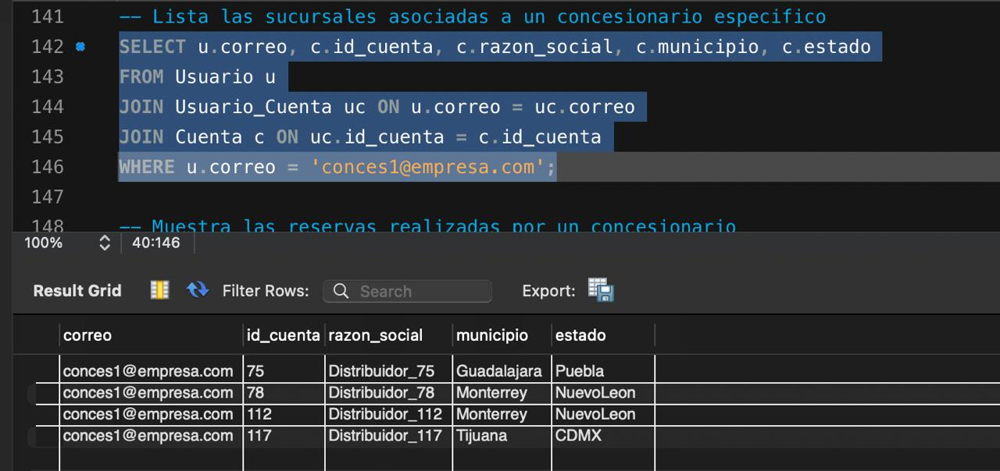 141 -- Lista las sucursales asociadas a un concesionario especifico
142 SELECT u.correo, c.id_cuenta, c.razon_social, c.municipio, c.estado
143 FROM Usuario u
144 JOIN Usuario_Cuenta uc ON u.correo = uc.correo
145 JOIN Cuenta c ON uc.id_cuenta = c.id_cuenta
146 WHERE u.correo = 'conces1@empresa.com';
147
148 -- Muestra las reservas realizadas por un concesionario
100% 40:146
Result Grid Filter Rows: Search Export:
correo id_cuenta razon_social municipio estado
conces1@empresa.com 75 Distribuidor_75 Guadalajara Puebla
conces1@empresa.com 78 Distribuidor_78 Monterrey NuevoLeon
conces1@empresa.com 112 Distribuidor_112 Monterrey NuevoLeon
conces1@empresa.com 117 Distribuidor_117 Tijuana CDMX